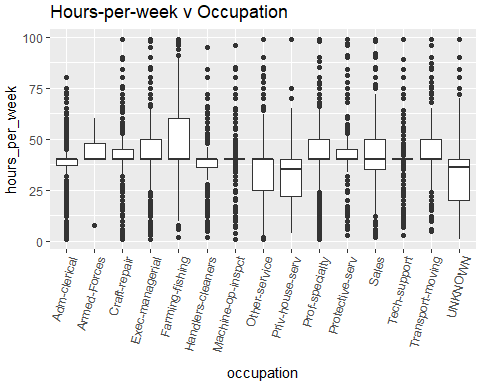 Hours-per-week v Occupation
hours_per_week
100
75
50
25
0
Adm-clerical
Armed-Forces
Craft-repair
Exec-managerial
Farming-fishing
Handlers-cleaners
Machine-op-inspct
Other-service
Priv-house-serv
Prof-specialty
Protective-serv
Sales
Tech-support
Transport-moving
UNKNOWN
occupation